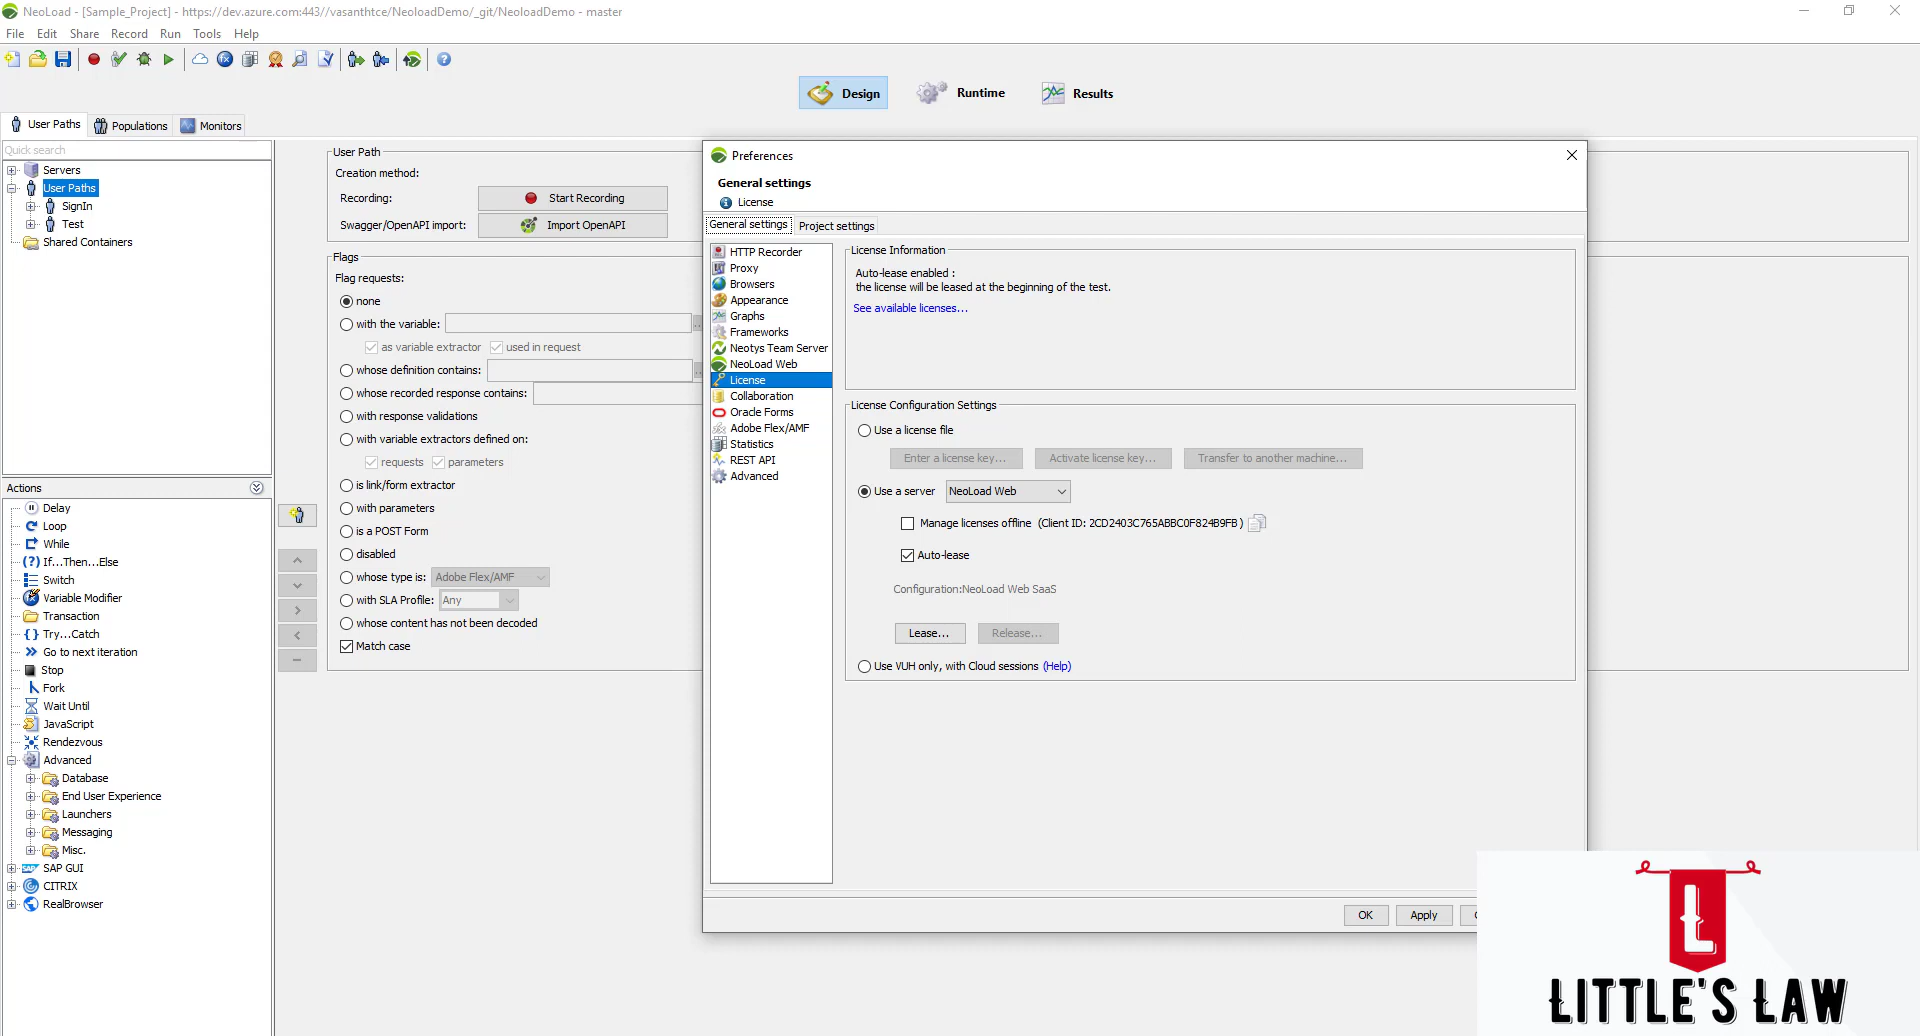 NeoLoad - [Sample_Project] - https://dev.azure.com:443//vasanthtce/NeoloadDemo/_git/NeoloadDemo - master
File Edit Share Record Run Tools Help
Design Runtime Results
User Paths Populations Monitors
Quick search
Servers
User Paths
SignIn
Test
Shared Containers
Actions
Delay
Loop
While
If...Then...Else
Switch
Variable Modifier
Transaction
Try...Catch
Go to next iteration
Stop
Fork
Wait Until
JavaScript
Rendezvous
Advanced
Database
End User Experience
Launchers
Messaging
Misc.
SAP GUI
CITRIX
RealBrowser
User Path
Creation method:
Recording: Start Recording
Swagger/OpenAPI import: Import OpenAPI
Flags
Flag requests:
none
with the variable:
as variable extractor used in request
whose definition contains:
whose recorded response contains:
with response validations
with variable extractors defined on:
requests parameters
is link/form extractor
with parameters
is a POST Form
disabled
whose type is: Adobe Flex/AMF
with SLA Profile: Any
whose content has not been decoded
Match case
Preferences
General settings
License
General settings Project settings
HTTP Recorder
Proxy
Browsers
Appearance
Graphs
Frameworks
Neotys Team Server
NeoLoad Web
License
Collaboration
Oracle Forms
Adobe Flex/AMF
Statistics
REST API
Advanced
License Information
Auto-lease enabled :
the license will be leased at the beginning of the test.
See available licenses...
License Configuration Settings
Use a license file
Enter a license key... Activate license key... Transfer to another machine...
Use a server NeoLoad Web
Manage licenses offline (Client ID: 2CD2403C765ABBC0F824B9FB )
Auto-lease
Configuration:NeoLoad Web SaaS
Lease... Release...
Use VUH only, with Cloud sessions (Help)
OK Apply
L
LITTLE'S LAW